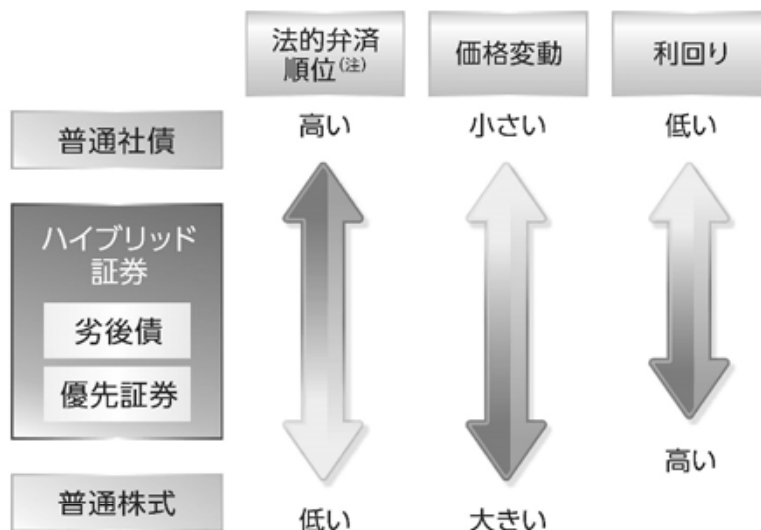 法的弁済
順位(注)
価格変動
利回り
普通社債
高い
小さい
低い
ハイブリッド
証券
劣後債
優先証券
高い
普通株式
低い
大きい